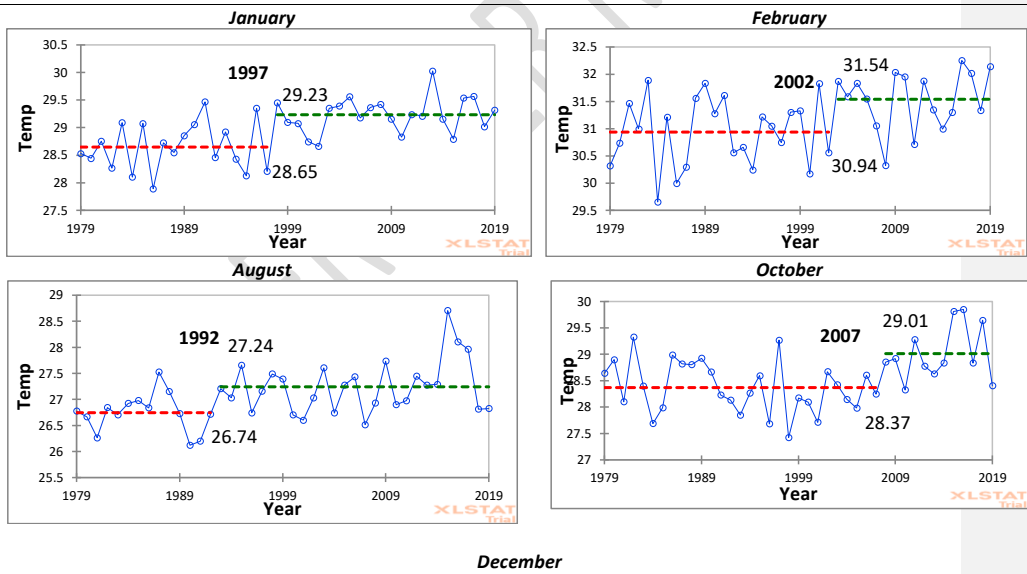 January
30.5
30
29.5
29
28.5
28
27.5
Temp
1997
29.23
28.65
1979
1989
1999
2009
2019
Year
XLSTAT
Trial
February
32.5
32
31.5
31
30.5
30
29.5
Temp
2002
31.54
30.94
1979
1989
1999
2009
2019
Year
XLSTAT
Trial
August
29
28.5
28
27.5
27
26.5
26
25.5
Temp
1992
27.24
26.74
1979
1989
1999
2009
2019
Year
XLSTAT
Trial
October
30
29.5
29
28.5
28
27.5
27
Temp
2007
29.01
28.37
1979
1989
1999
2009
2019
Year
XLSTAT
Trial
December